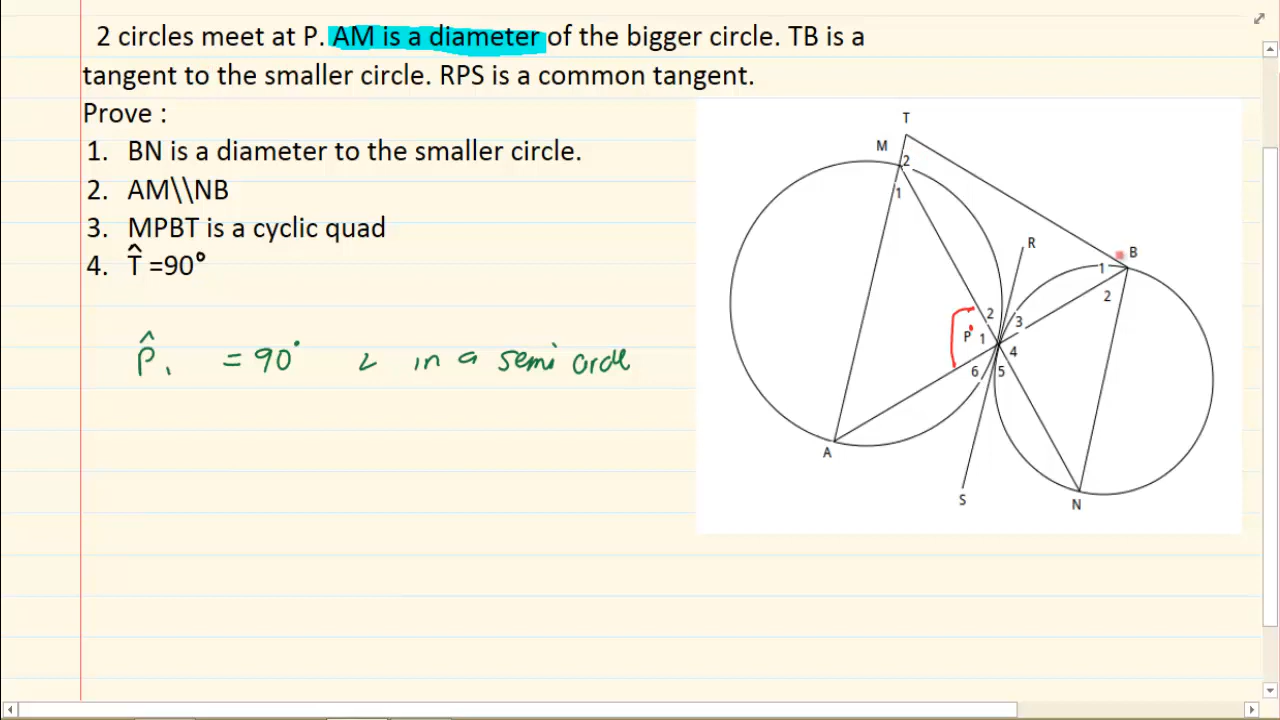 2 circles meet at P. AM is a diameter of the bigger circle. TB is a
tangent to the smaller circle. RPS is a common tangent.
Prove :
1. BN is a diameter to the smaller circle.
2. AM\\NB
3. MPBT is a cyclic quad
4. T̂ =90°
P̂₁ = 90° ∠ in a semi circle
T
M
2
1
R
B
1
2
2
3
P
1
4
6
5
A
S
N